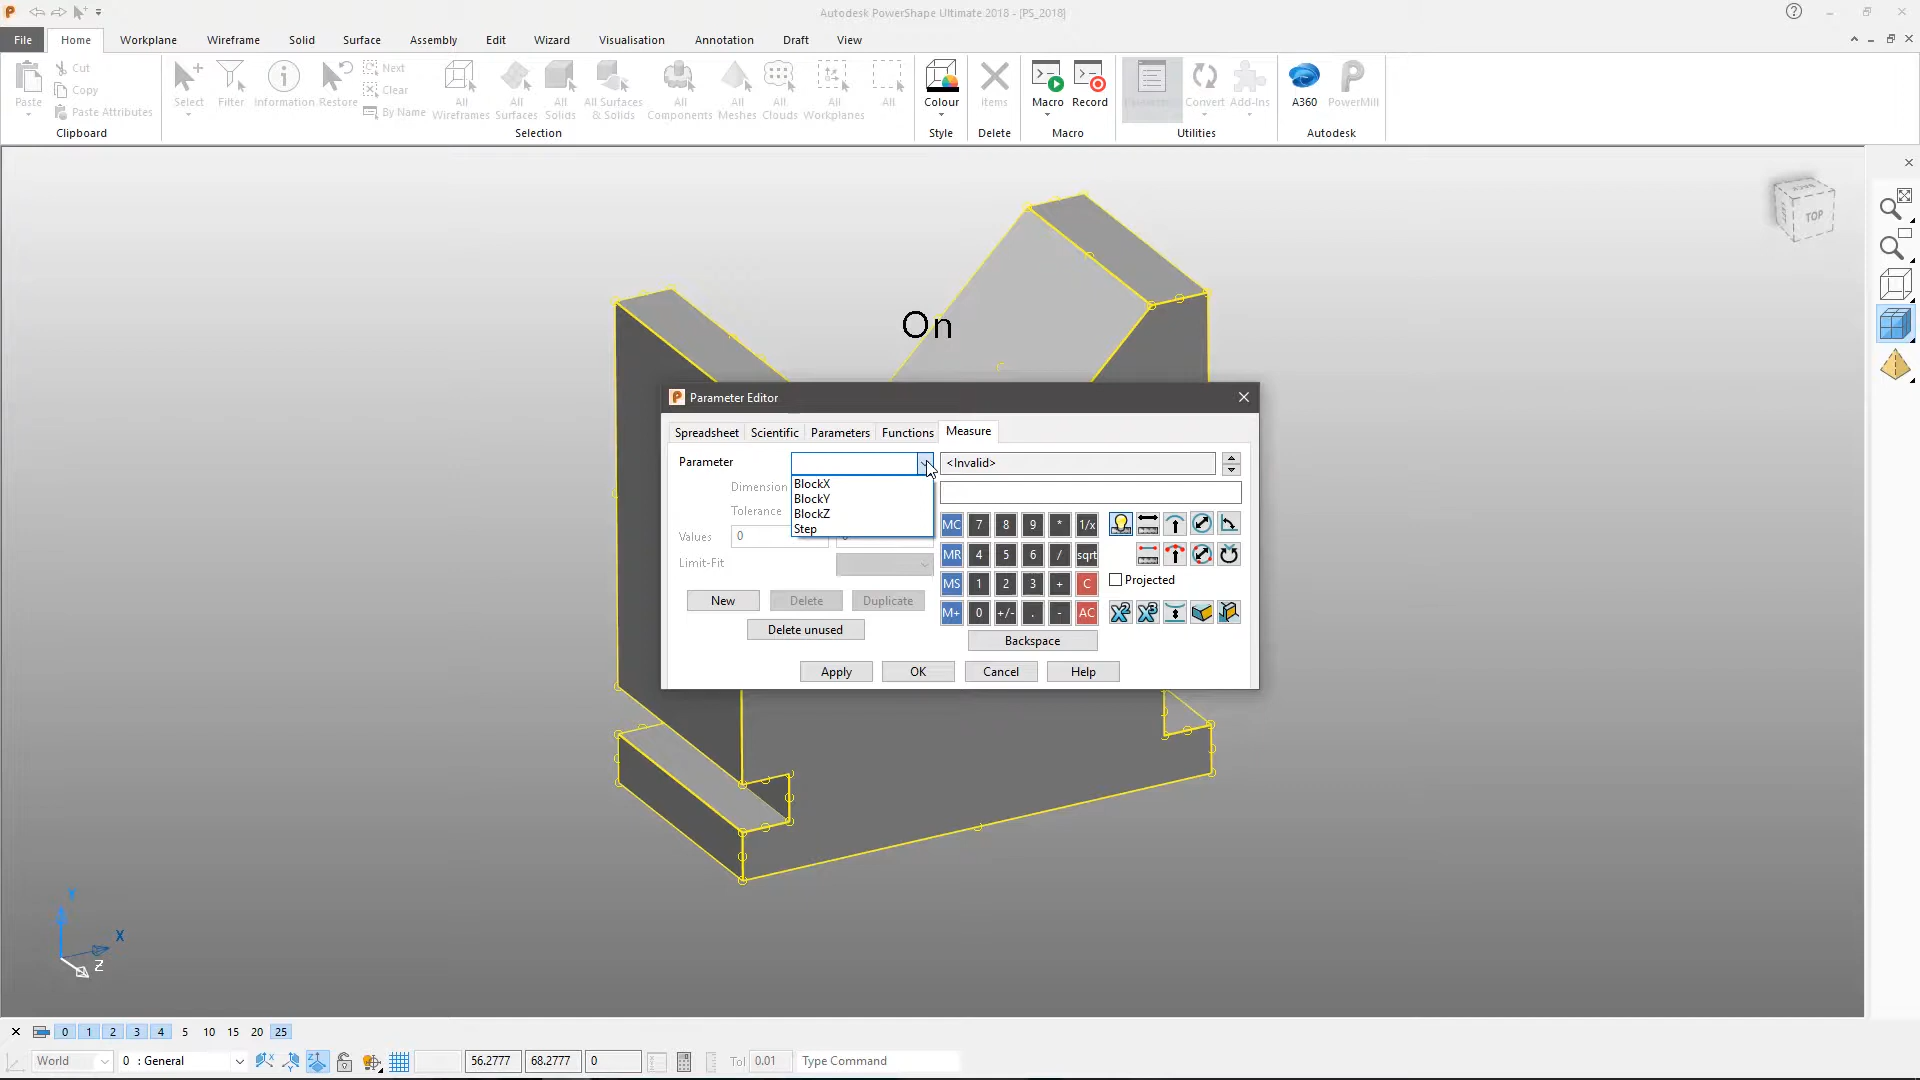 Autodesk PowerShape Ultimate 2018 - [PS_2018]
File Home Workplane Wireframe Solid Surface Assembly Edit Wizard Visualisation Annotation Draft View
Paste
Cut
Copy
Paste Attributes
Clipboard
Select
Filter
Information
Restore
Next
Clear
By Name
All Wireframes
All Surfaces
All Solids
All Surfaces & Solids
All Components
All Meshes
All Clouds
All Workplanes
All
Selection
Colour
Style
Items
Delete
Macro
Record
Macro
Convert
Add-Ins
Utilities
A360
PowerMill
Autodesk
TOP
On
Parameter Editor
Spreadsheet Scientific Parameters Functions Measure
Parameter
<Invalid>
BlockX
BlockY
BlockZ
Step
Dimension
Tolerance
Values 0
Limit-Fit
New Delete Duplicate
Delete unused
MC 7 8 9 * 1/x
MR 4 5 6 / sqrt
MS 1 2 3 + C
M+ 0 +/- . - AC
Backspace
Projected
X2 X3
Apply OK Cancel Help
Y
X
Z
0 1 2 3 4 5 10 15 20 25
World 0 : General 56.2777 68.2777 0 Tol 0.01 Type Command